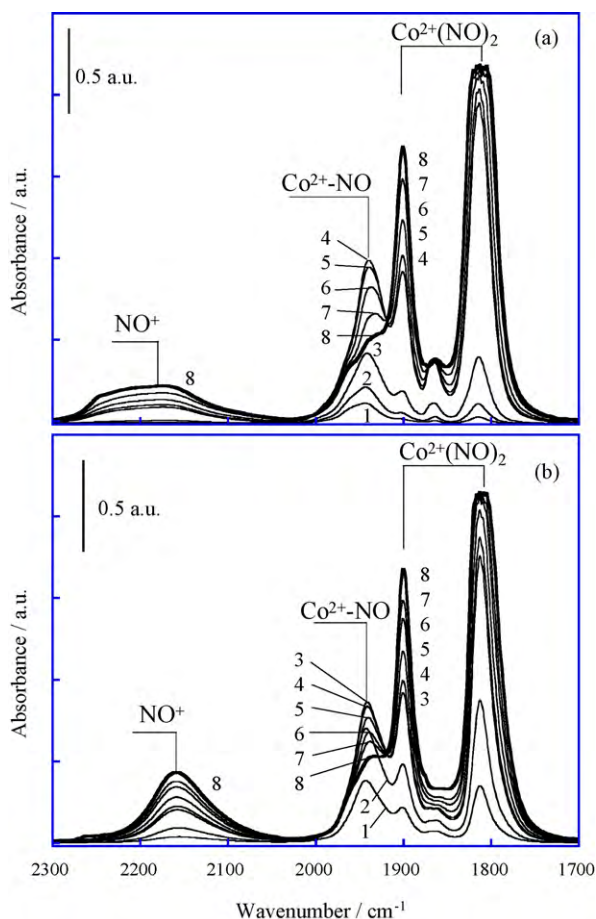 Co²⁺(NO)₂
(a)
0.5 a.u.
Co²⁺-NO
8
7
6
5
4
4
5
6
7
8
3
2
1
NO⁺
8
Absorbance / a.u.
Co²⁺(NO)₂
(b)
0.5 a.u.
Co²⁺-NO
8
7
6
5
4
3
3
4
5
6
7
8
2
1
NO⁺
8
Absorbance / a.u.
2300 2200 2100 2000 1900 1800 1700
Wavenumber / cm⁻¹